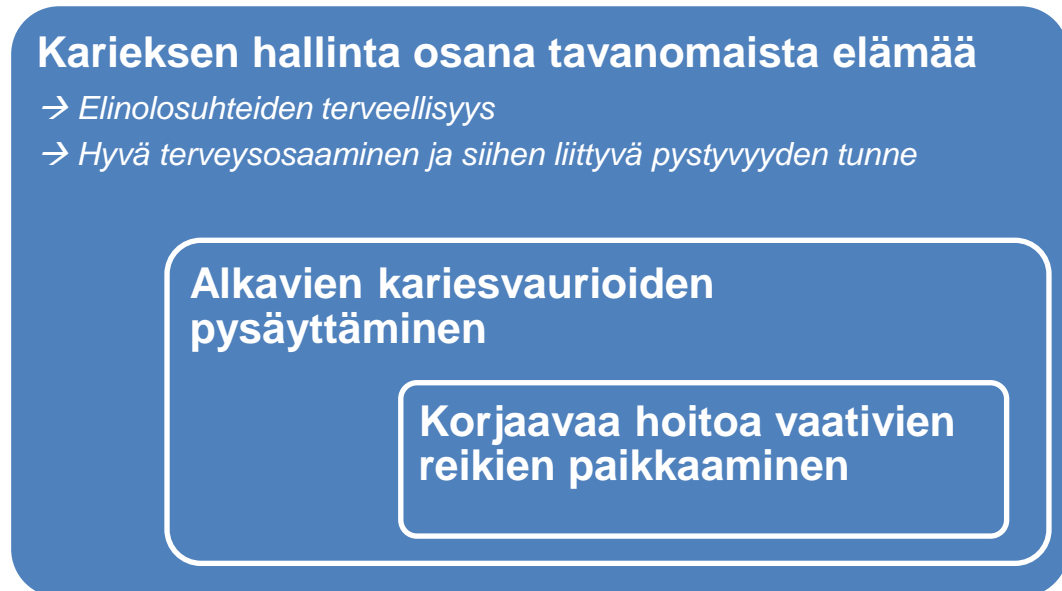 Karieksen hallinta osana tavanomaista elämää
→ Elinolosuhteiden terveellisyys
→ Hyvä terveysosaaminen ja siihen liittyvä pystyvyyden tunne
Alkavien kariesvaurioiden
pysäyttäminen
Korjaavaa hoitoa vaativien
reikien paikkaaminen